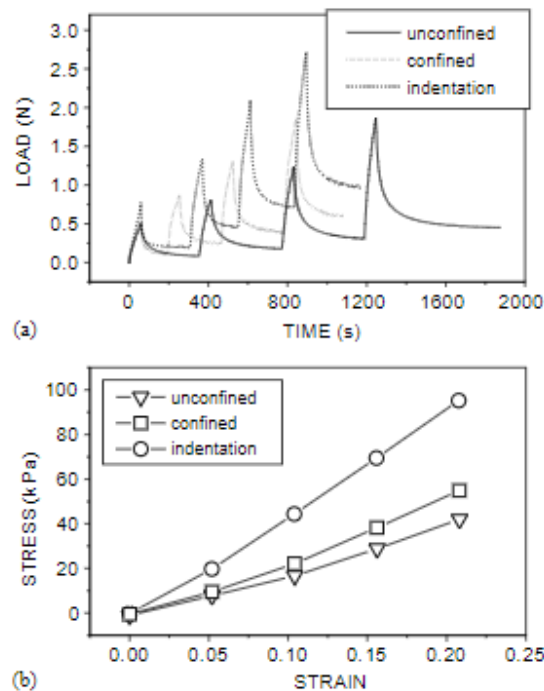 3.0
2.5
2.0
1.5
1.0
0.5
0.0
LOAD (N)
unconfined
confined
indentation
0 400 800 1200 1600 2000
TIME (s)
(a)
100
80
60
40
20
0
STRESS (kPa)
unconfined
confined
indentation
0.00 0.05 0.10 0.15 0.20 0.25
STRAIN
(b)